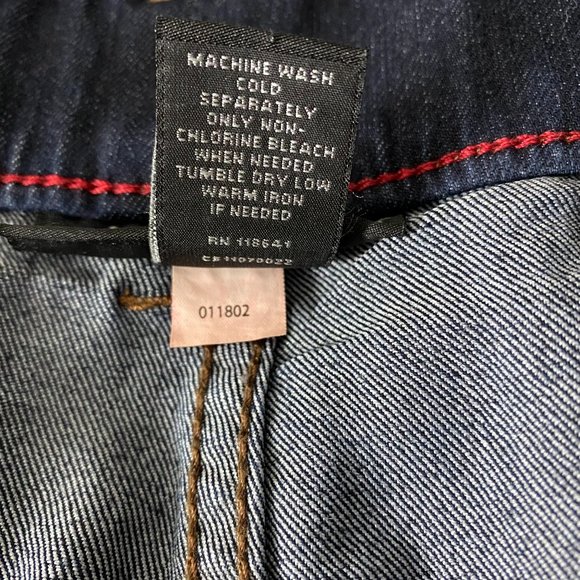 MACHINE WASH
COLD
SEPARATELY
ONLY NON-
CHLORINE BLEACH
WHEN NEEDED
TUMBLE DRY LOW
WARM IRON
IF NEEDED
RN 118641
011802